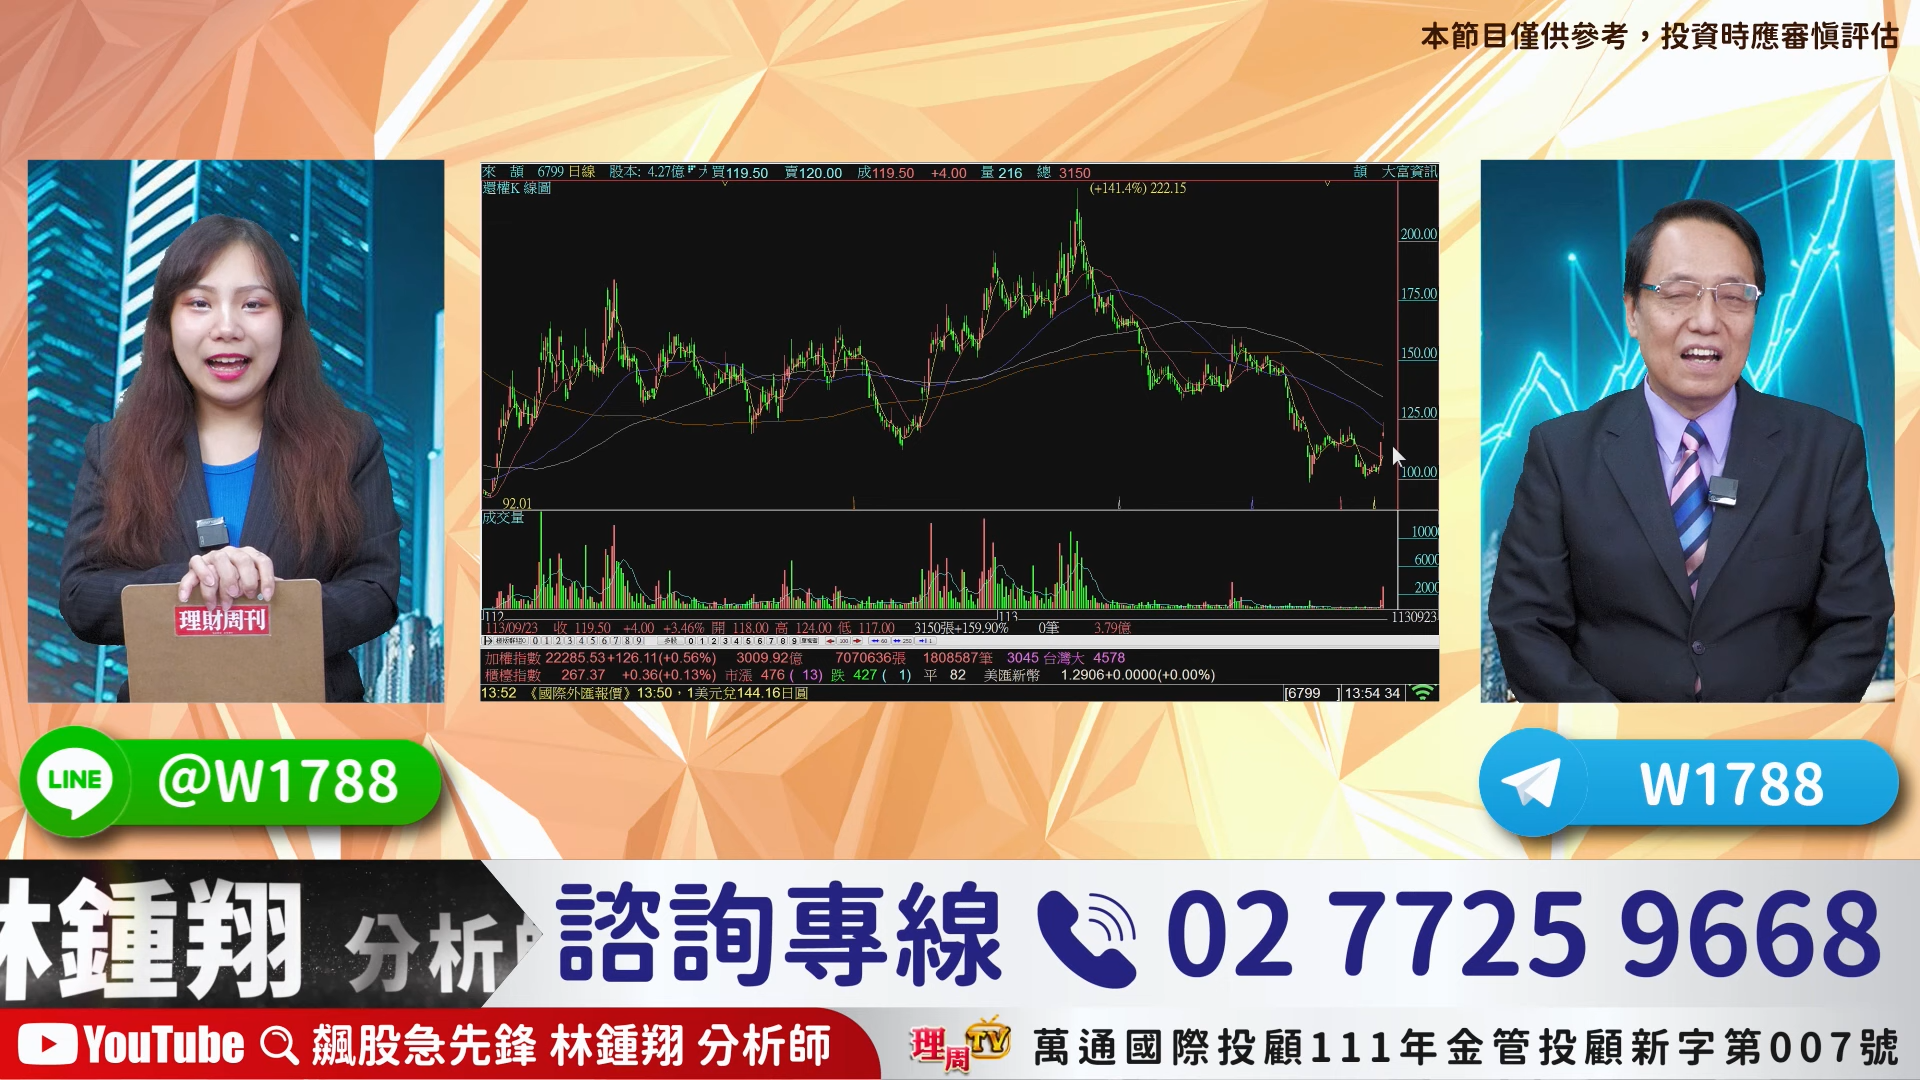 本節目僅供參考，投資時應審慎評估
來 頡 6799 日線 股本: 4.27億 買119.50 賣120.00 成119.50 +4.00 量 216 總 3150 頡 大富資訊
還權K 線圖
(+141.4%) 222.15
200.00
175.00
150.00
125.00
100.00
92.01
成交量
10000
6000
2000
112
113
1130923
113/09/23 收 119.50 +4.00 +3.46% 開 118.00 高 124.00 低 117.00 3150張+159.90% 0筆 3.79億
加權指數 22285.53+126.11(+0.56%) 3009.92億 7070636張 1808587筆 3045 台灣大 4578
櫃檯指數 267.37 +0.36(+0.13%) 市漲 476 ( 13) 跌 427 ( 1) 平 82 美匯新幣 1.2906+0.0000(+0.00%)
13:52 《國際外匯報價》13:50，1美元兌144.16日圓 [6799 ] 13:54 34
理財周刊
LINE @W1788
W1788
林鍾翔 分析師
諮詢專線 02 7725 9668
YouTube 飆股急先鋒 林鍾翔 分析師
理周TV 萬通國際投顧111年金管投顧新字第007號